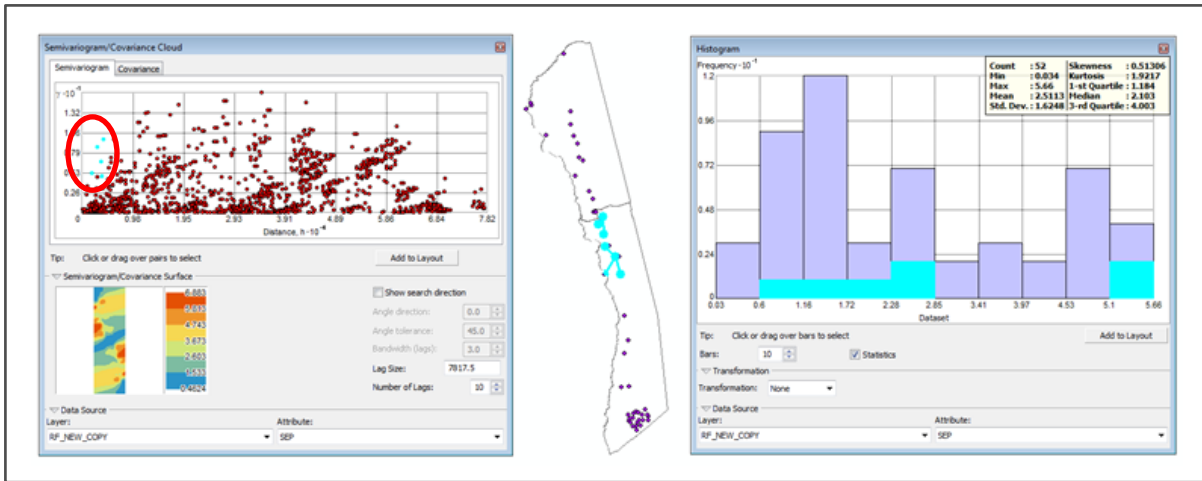 Semivariogram/Covariance Cloud
Semivariogram Covariance
γ ·10⁻¹
1.32
0.79
0.53
0.26
0 0.98 1.95 2.93 3.91 4.89 5.86 6.84 7.82
Distance, h ·10⁻⁴
Tip: Click or drag over pairs to select
Add to Layout
Semivariogram/Covariance Surface
6.883
5.813
4.743
3.673
2.603
1.533
0.4624
Show search direction
Angle direction: 0.0
Angle tolerance: 45.0
Bandwidth (lags): 3.0
Lag Size: 7817.5
Number of Lags: 10
Data Source
Layer: Attribute:
RF_NEW_COPY SEP
Histogram
Frequency ·10⁻¹
Count : 52 Skewness : 0.51306
Min : 0.034 Kurtosis : 1.9217
Max : 5.66 1-st Quartile : 1.184
Mean : 2.5113 Median : 2.103
Std. Dev. : 1.6248 3-rd Quartile : 4.003
1.2
0.96
0.72
0.48
0.24
0
0.03 0.6 1.16 1.72 2.28 2.85 3.41 3.97 4.53 5.1 5.66
Dataset
Tip: Click or drag over bars to select
Add to Layout
Bars: 10 Statistics
Transformation
Transformation: None
Data Source
Layer: Attribute:
RF_NEW_COPY SEP